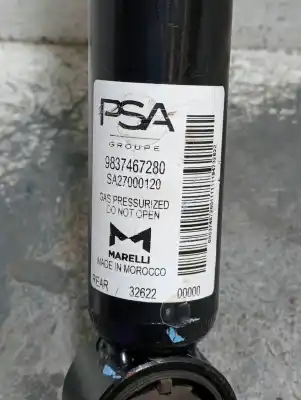 PSA
GROUPE
9837467280
SA27000120
GAS PRESSURIZED
DO NOT OPEN
MARELLI
MADE IN MOROCCO
REAR / 32622 00000